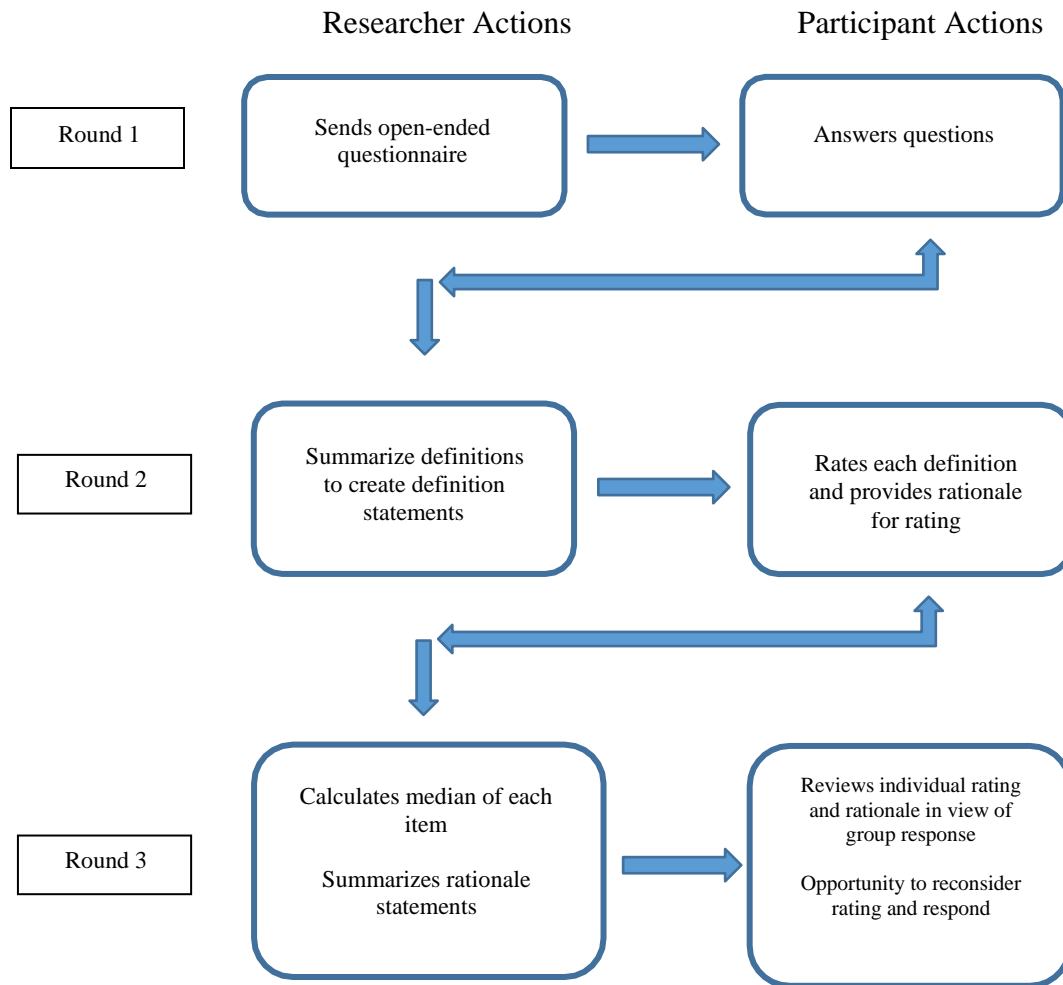 Researcher Actions
Participant Actions
Round 1
Sends open-ended
questionnaire
Answers questions
Round 2
Summarize definitions
to create definition
statements
Rates each definition
and provides rationale
for rating
Round 3
Calculates median of each
item
Summarizes rationale
statements
Reviews individual rating
and rationale in view of
group response
Opportunity to reconsider
rating and respond